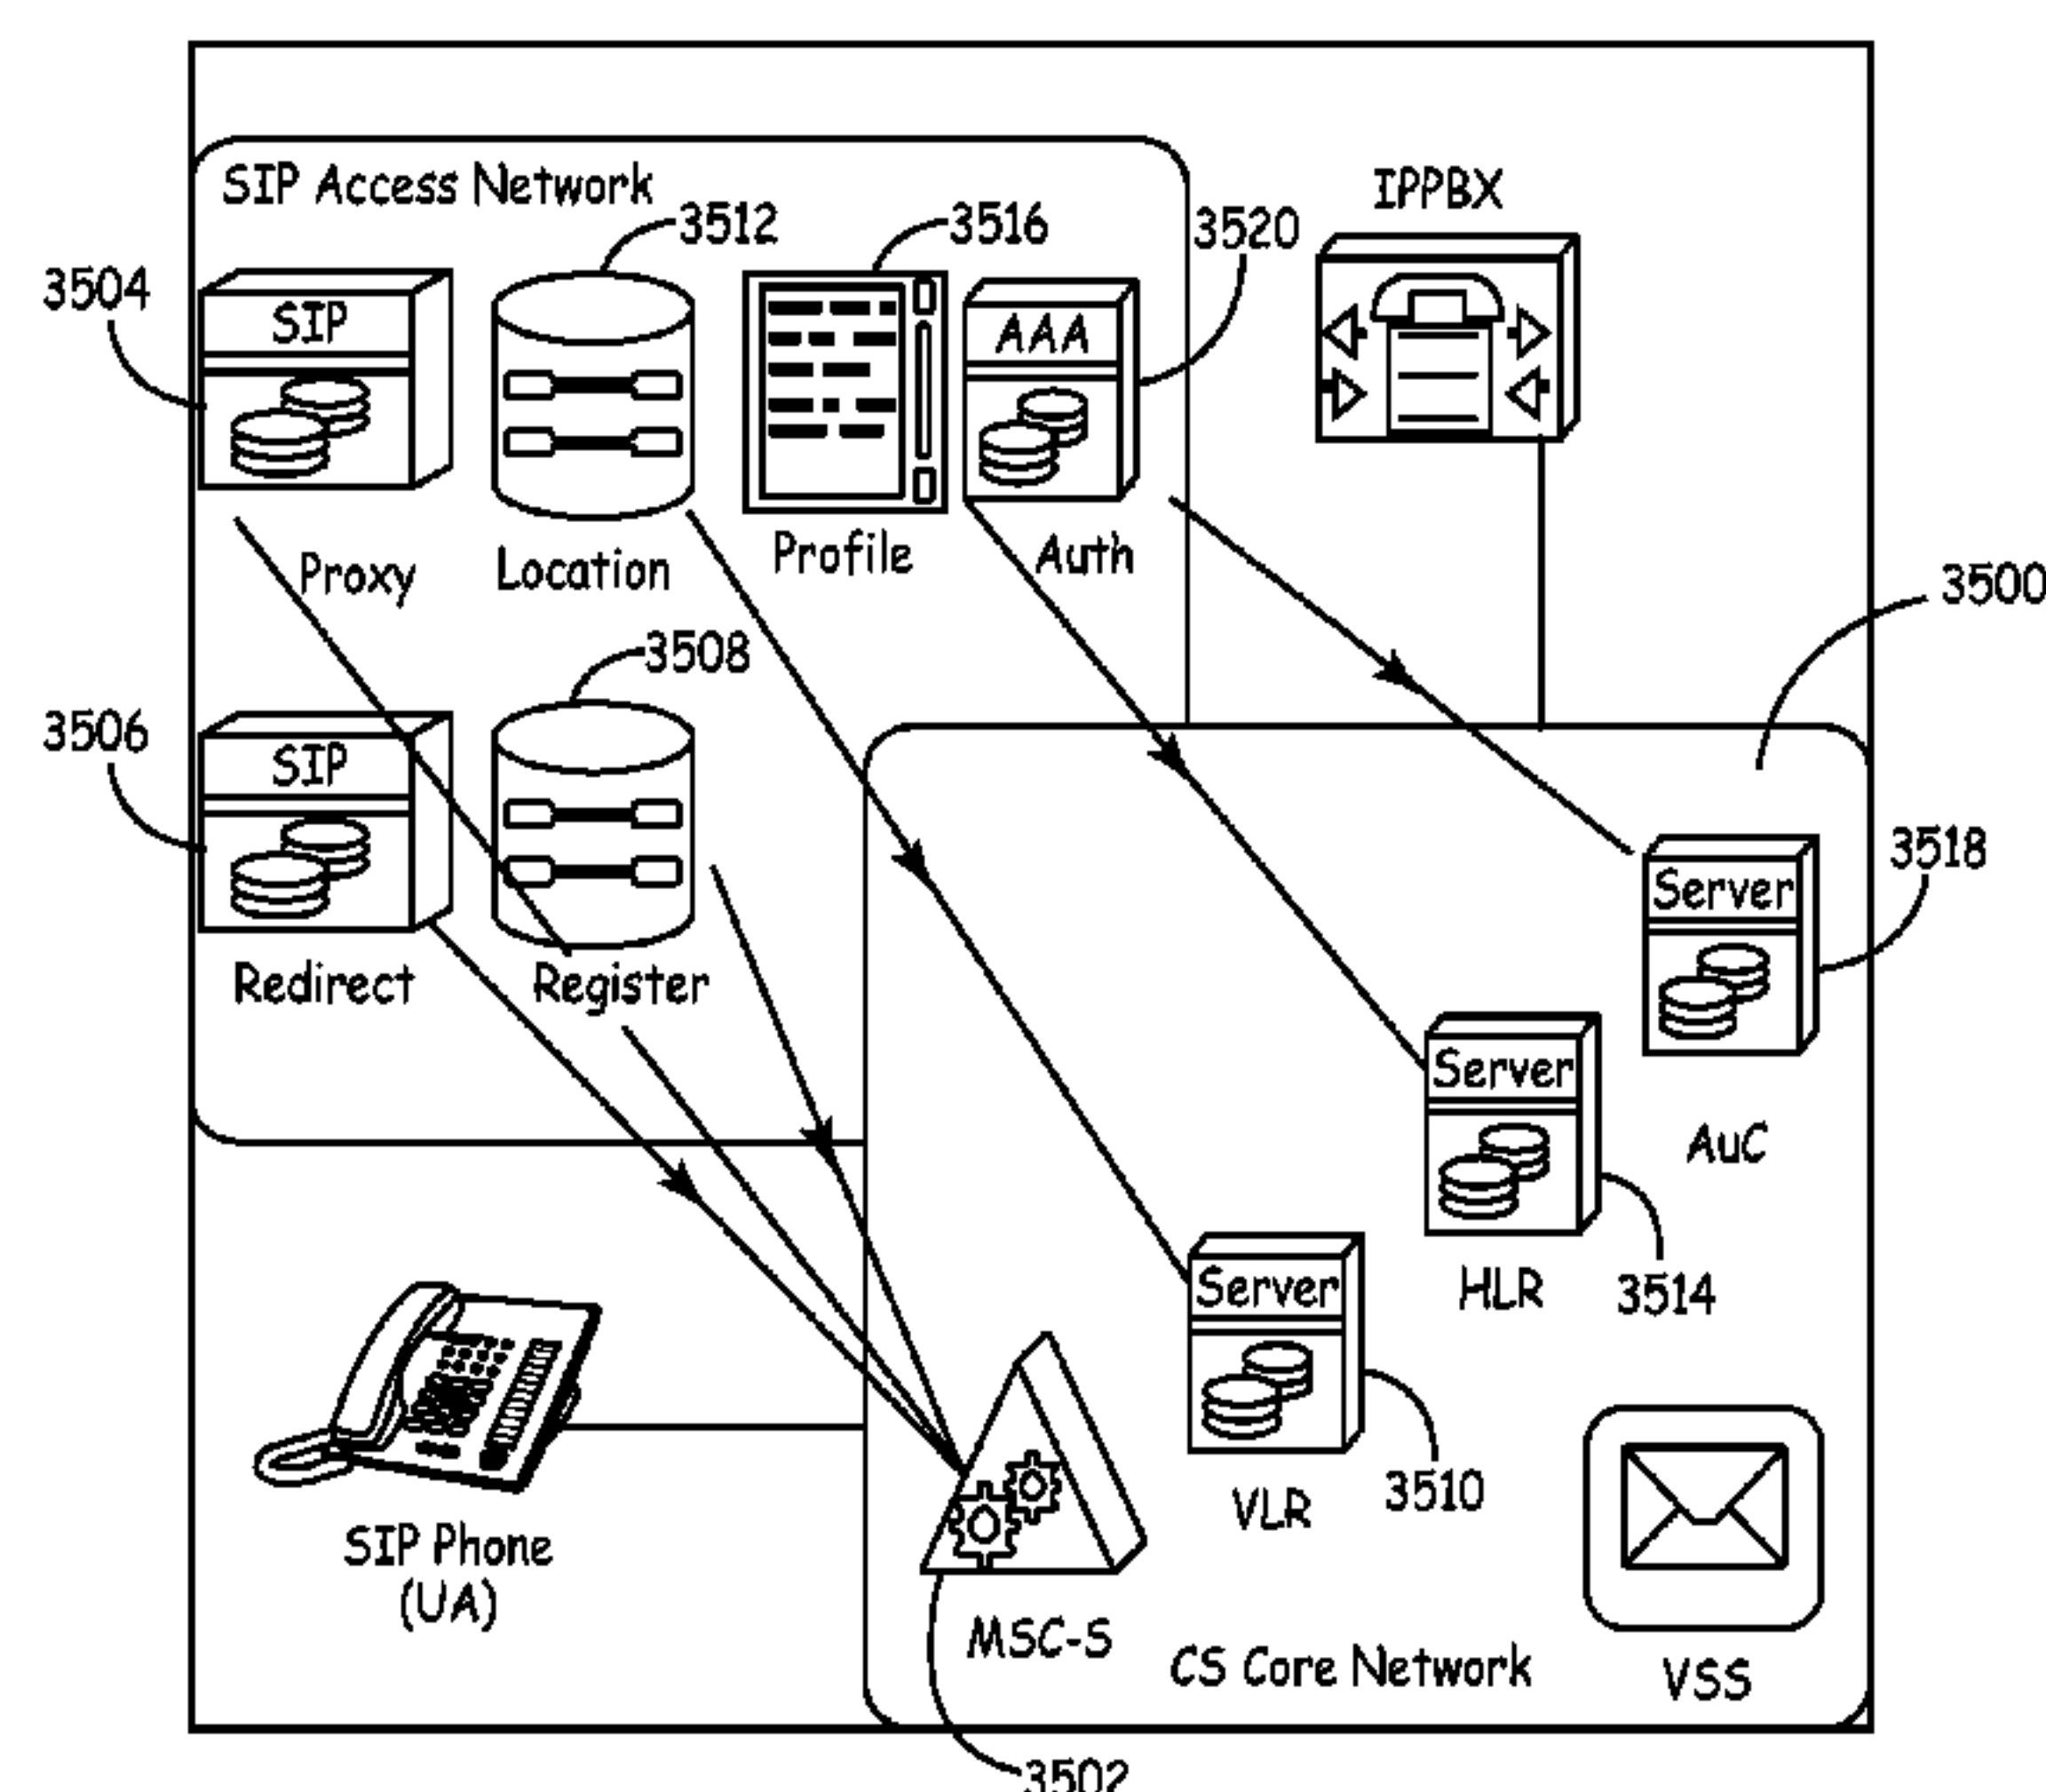 SIP Access Network
IPPBX
3512
3516
3520
3504
SIP
AAA
Proxy
Location
Profile
Auth
3500
3508
3506
SIP
3518
Server
Redirect
Register
Server
AuC
Server
HLR
3514
VLR
3510
SIP Phone
(UA)
MSC-S
CS Core Network
VSS
3502